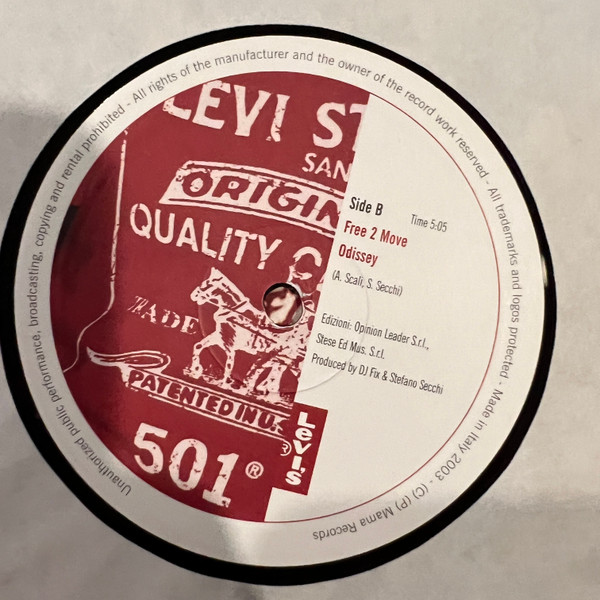 Unauthorized public performance, broadcasting, copying and rental prohibited - All rights of the manufacturer and the owner of the record work reserved - All trademarks and logos protected - Made in Italy 2003 - (C) (P) Mama Records
LEVI ST
SAN
ORIGIN
QUALITY C
MADE
PATENTED IN U.
501®
®
Levi's
Side B
Time 5:05
Free 2 Move
Odissey
(A. Scali, S. Secchi)
Edizioni: Opinion Leader S.r.l.,
Stese Ed Mus. S.r.l.
Produced by DJ Fix & Stefano Secchi